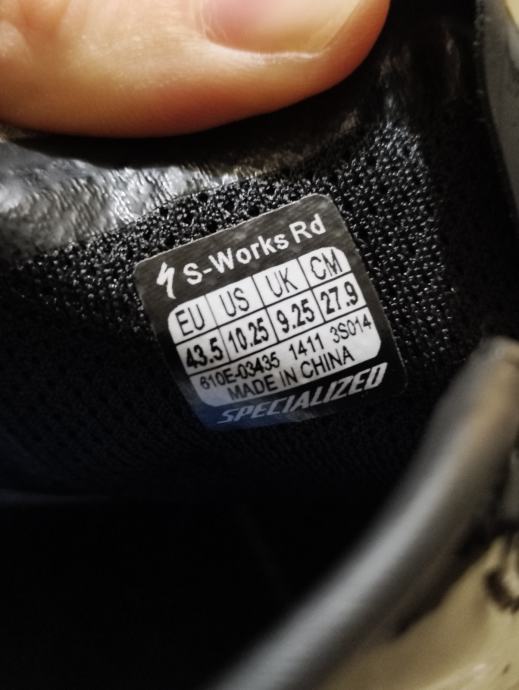 S-Works Rd
EU US UK CM
43.5 10.25 9.25 27.9
610E-03435 1411 3S014
MADE IN CHINA
SPECIALIZED